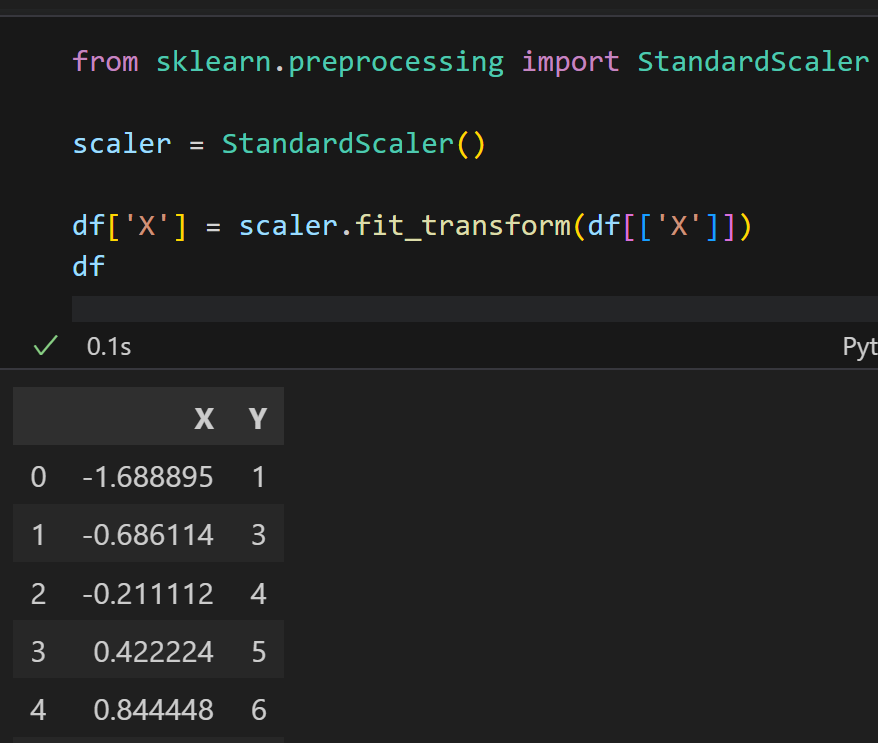 from sklearn.preprocessing import StandardScaler
scaler = StandardScaler()
df['X'] = scaler.fit_transform(df[['X']])
df
0.1s
Pyt
X Y
0 -1.688895 1
1 -0.686114 3
2 -0.211112 4
3 0.422224 5
4 0.844448 6